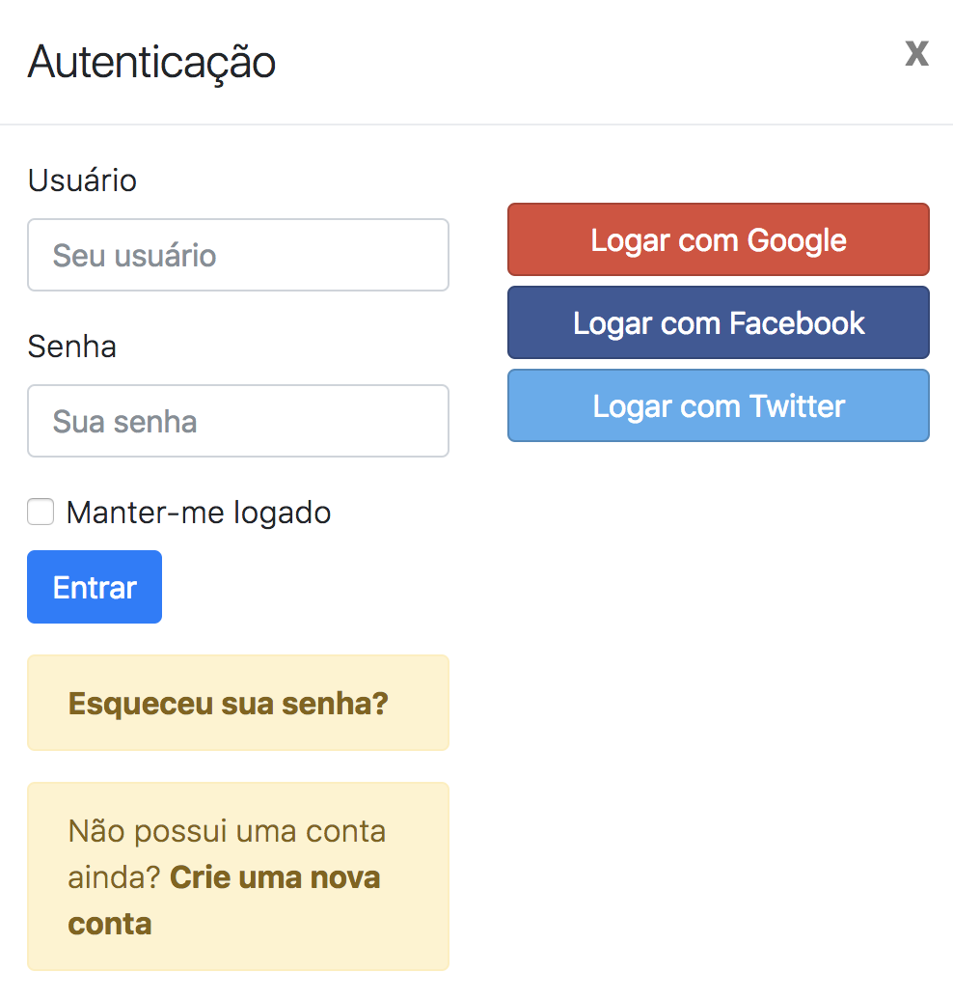 Autenticação
x
Usuário
Seu usuário
Senha
Sua senha
Manter-me logado
Entrar
Esqueceu sua senha?
Não possui uma conta
ainda? Crie uma nova
conta
Logar com Google
Logar com Facebook
Logar com Twitter